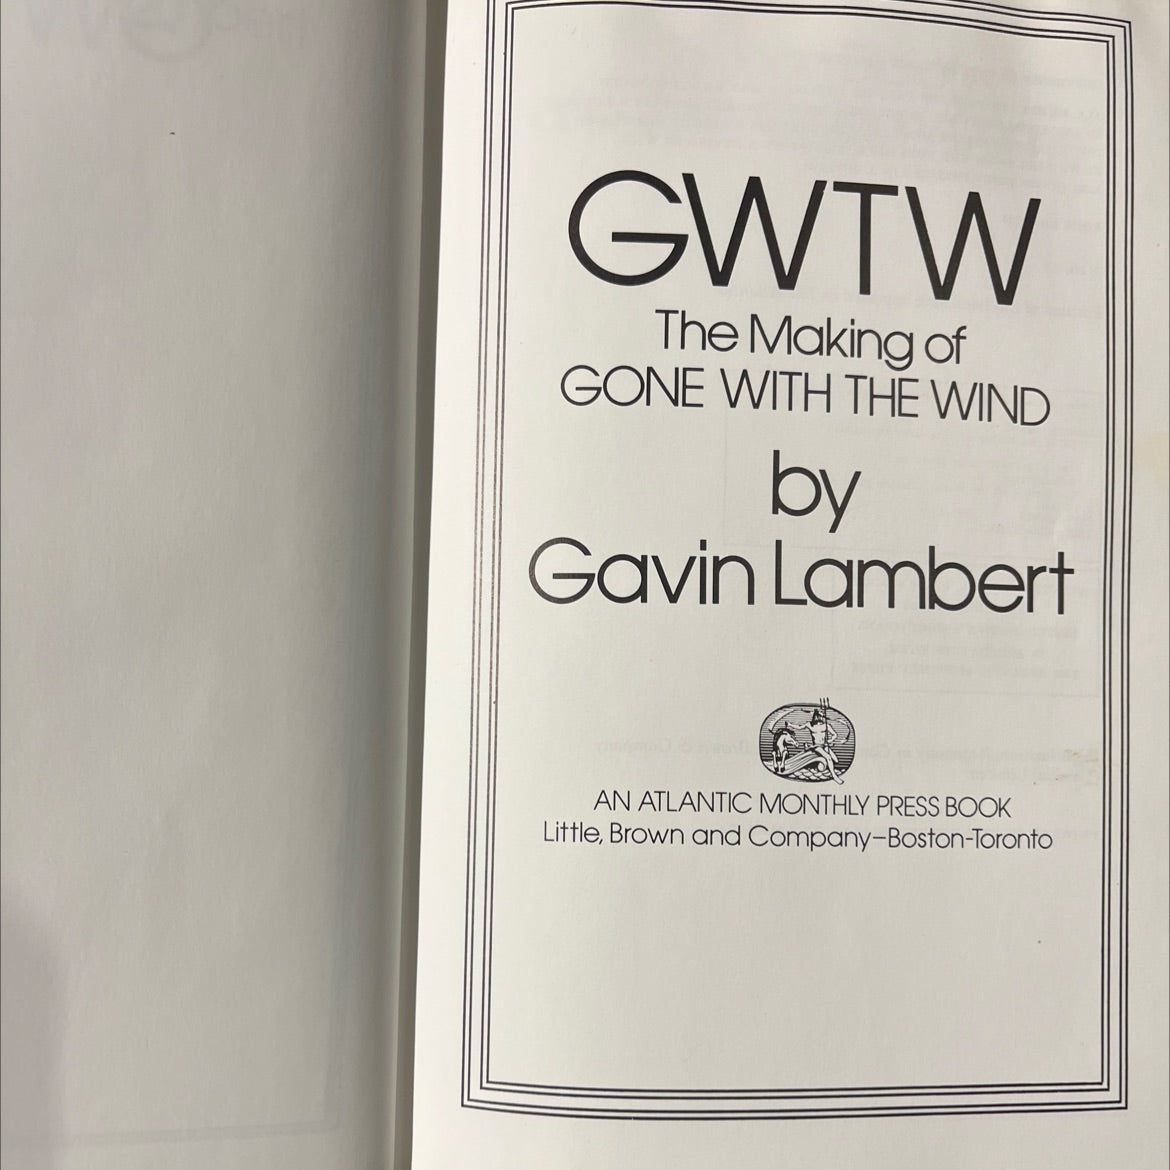 GWTW
The Making of
GONE WITH THE WIND
by
Gavin Lambert
AN ATLANTIC MONTHLY PRESS BOOK
Little, Brown and Company–Boston-Toronto